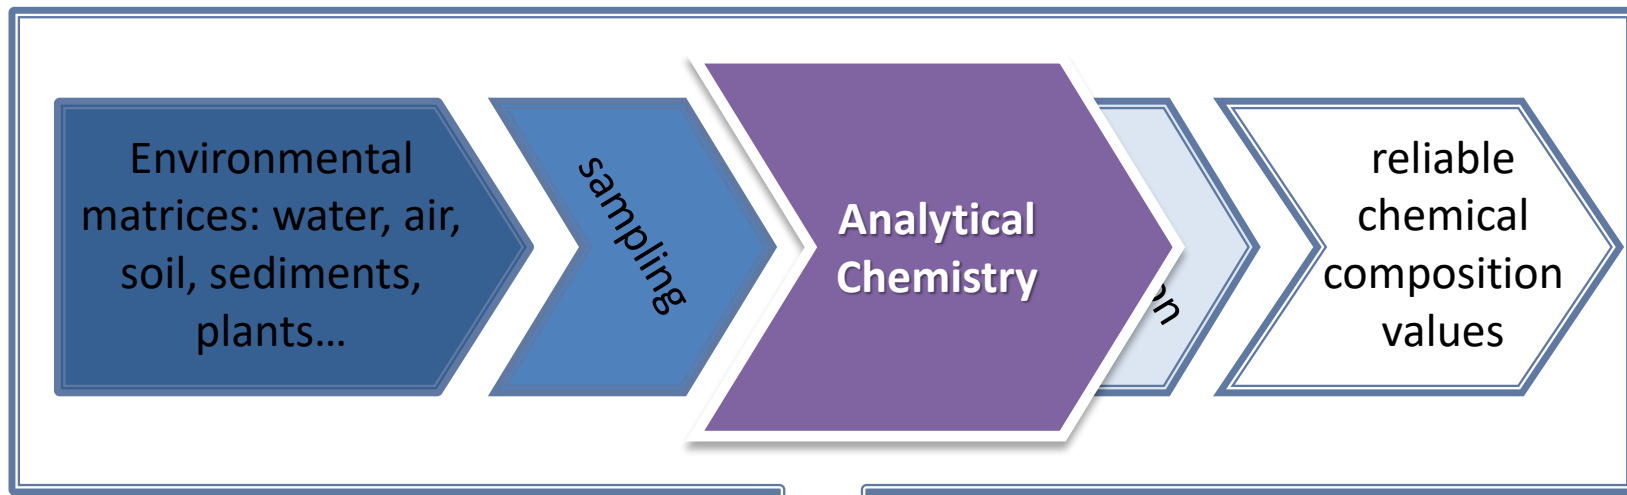 Environmental
matrices: water, air,
soil, sediments,
plants...
sampling
Analytical
Chemistry
reliable
chemical
composition
values